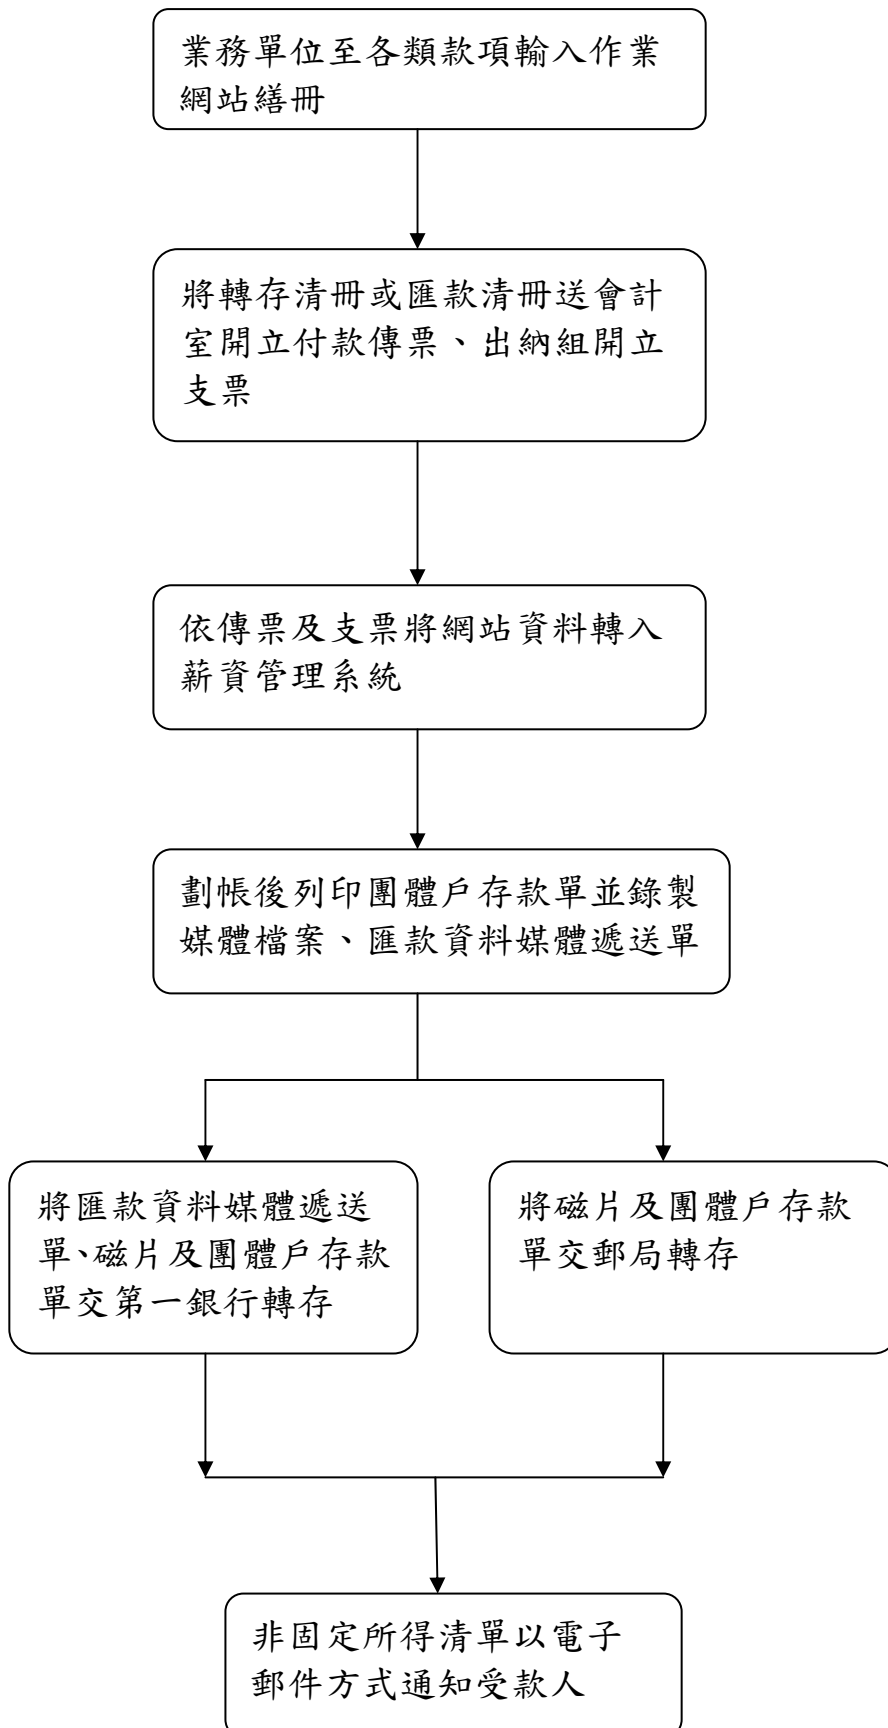 業務單位至各類款項輸入作業
網站繕冊
將轉存清冊或匯款清冊送會計
室開立付款傳票、出納組開立
支票
依傳票及支票將網站資料轉入
薪資管理系統
劃帳後列印團體戶存款單並錄製
媒體檔案、匯款資料媒體遞送單
將匯款資料媒體遞送
單、磁片及團體戶存款
單交第一銀行轉存
將磁片及團體戶存款
單交郵局轉存
非固定所得清單以電子
郵件方式通知受款人